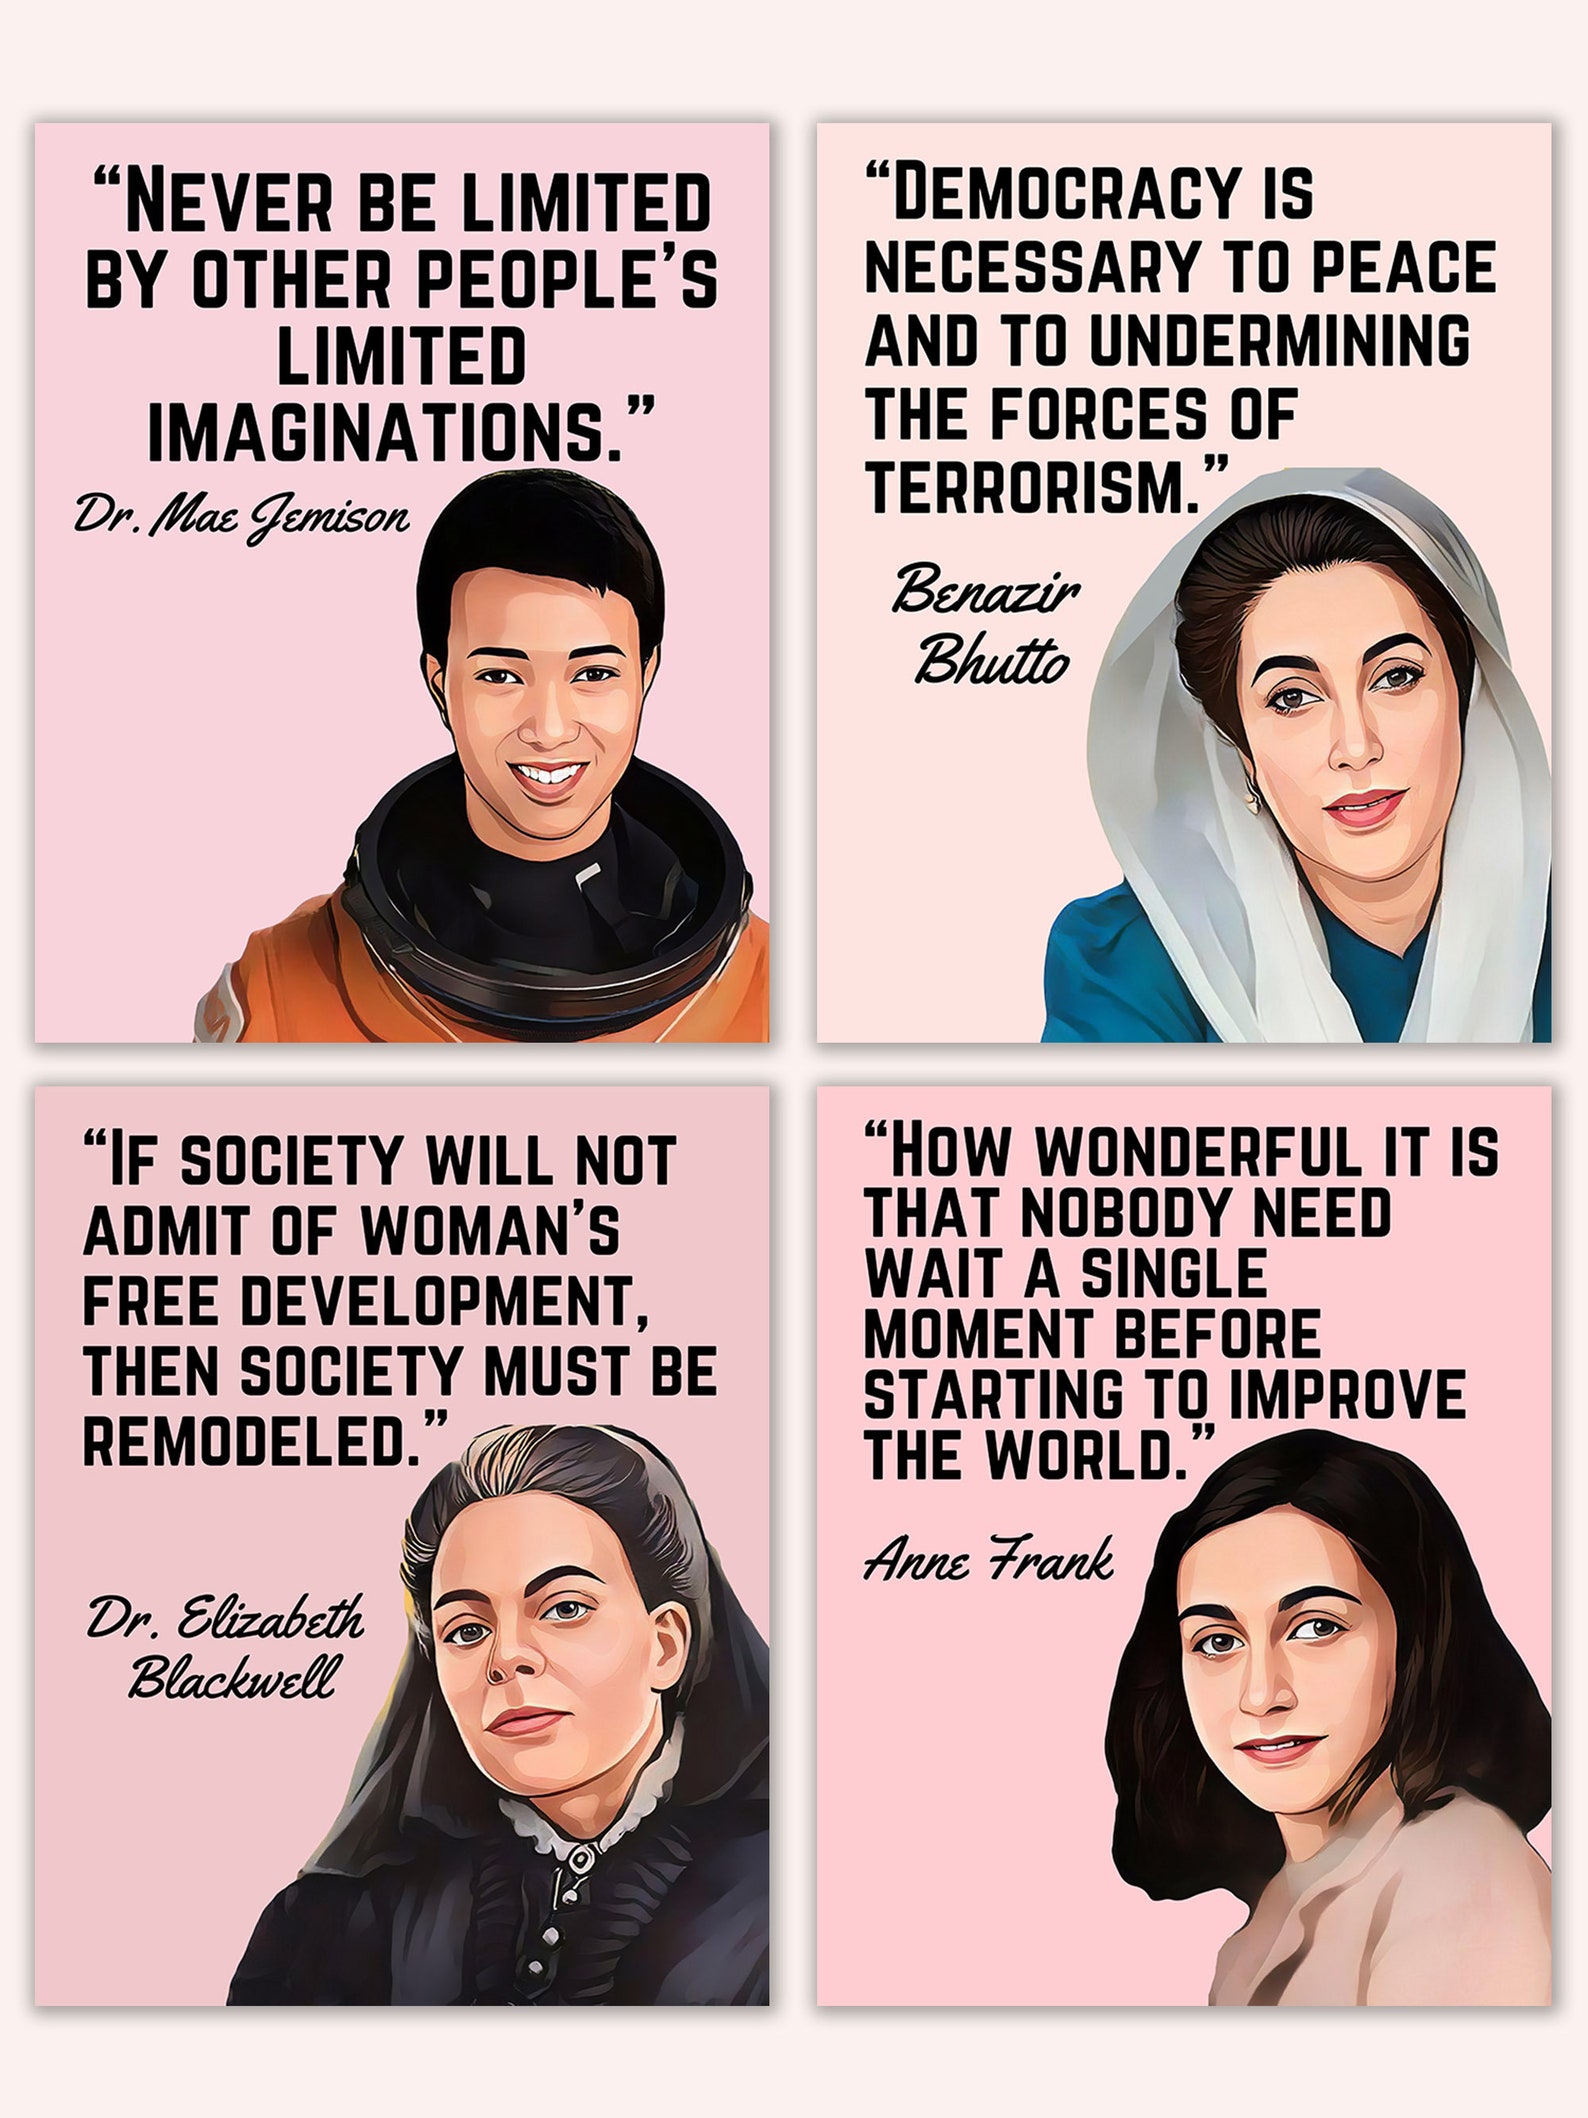 “NEVER BE LIMITED
BY OTHER PEOPLE’S
LIMITED
IMAGINATIONS.”
Dr. Mae Jemison
“DEMOCRACY IS
NECESSARY TO PEACE
AND TO UNDERMINING
THE FORCES OF
TERRORISM.”
Benazir
Bhutto
“IF SOCIETY WILL NOT
ADMIT OF WOMAN’S
FREE DEVELOPMENT,
THEN SOCIETY MUST BE
REMODELED.”
Dr. Elizabeth
Blackwell
“HOW WONDERFUL IT IS
THAT NOBODY NEED
WAIT A SINGLE
MOMENT BEFORE
STARTING TO IMPROVE
THE WORLD.”
Anne Frank